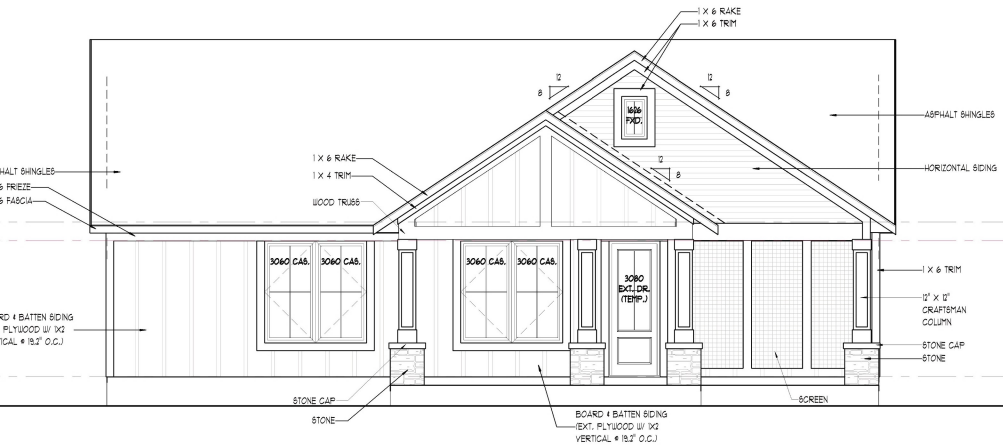 1 X 6 RAKE
1 X 6 TRIM
12
8
12
8
1626
FXD.
ASPHALT SHINGLES
1 X 6 RAKE
12
8
HORIZONTAL SIDING
HALT SHINGLES
1 X 4 TRIM
6 FRIEZE
6 FASCIA
WOOD TRUSS
3060 CAS.
3060 CAS.
3060 CAS.
3060 CAS.
3080
EXT. DR.
(TEMP.)
1 X 6 TRIM
12" X 12"
CRAFTSMAN
COLUMN
RD & BATTEN SIDING
PLYWOOD W/ 1X2
ICAL @ 19.2" O.C.)
STONE CAP
STONE
STONE CAP
STONE
SCREEN
BOARD & BATTEN SIDING
(EXT. PLYWOOD W/ 1X2
VERTICAL @ 19.2" O.C.)